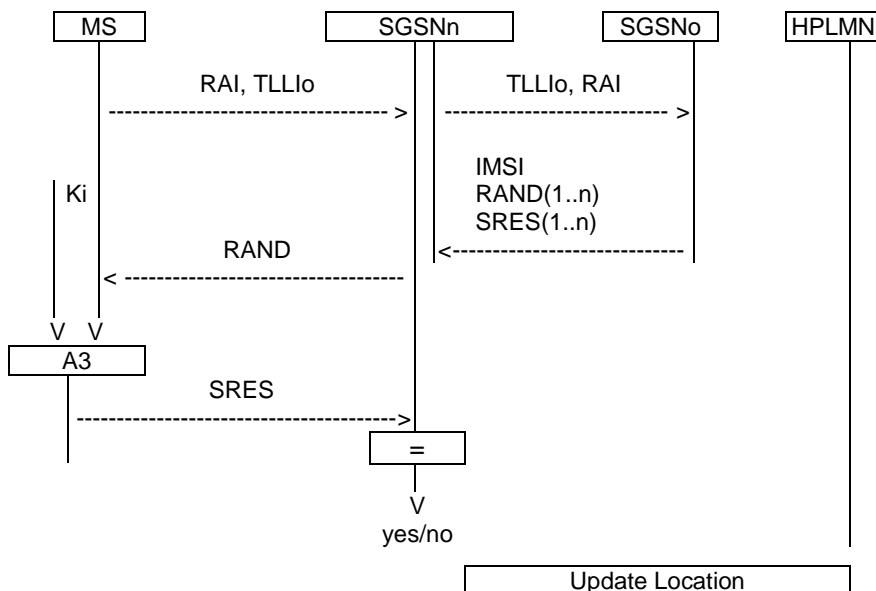 MS SGSNn SGSNo HPLMN
RAI, TLLIo TLLIo, RAI
---------------------------------- > ----------------------------- >
IMSI
Ki RAND(1..n)
SRES(1..n)
RAND <----------------------------
< ----------------------------------
V V
A3
SRES
--------------------------------------->
=
V
yes/no
Update Location